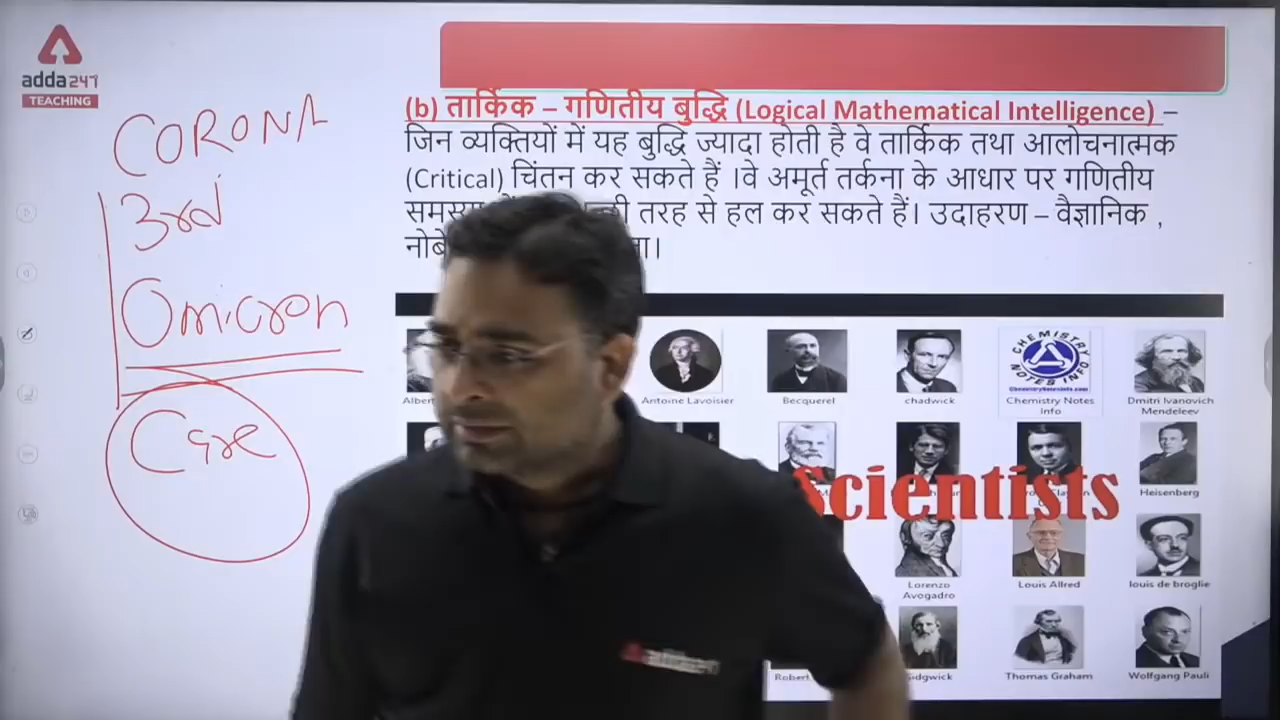 adda247
TEACHING
CORONA
3rd
Omicron
Care
(b) तार्किक – गणितीय बुद्धि (Logical Mathematical Intelligence) –
जिन व्यक्तियों में यह बुद्धि ज्यादा होती है वे तार्किक तथा आलोचनात्मक
(Critical) चिंतन कर सकते हैं ।वे अमूर्त तर्कना के आधार पर गणितीय
तरह से हल कर सकते हैं। उदाहरण – वैज्ञानिक ,
Antoine Lavoisier
Becquerel
chadwick
CHEMISTRY NOTES INFO
ChemistryNotesInfo.com
Chemistry Notes
Info
Dmitri Ivanovich
Mendeleev
Scientists
Heisenberg
Lorenzo
Avogadro
Louis Allred
louis de broglie
Robert
Thomas Graham
Wolfgang Pauli